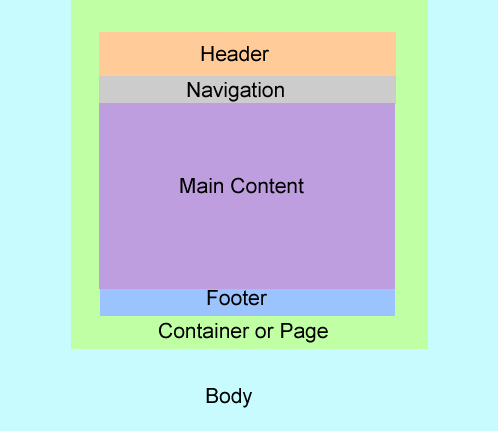 Header
Navigation
Main Content
Footer
Container or Page
Body